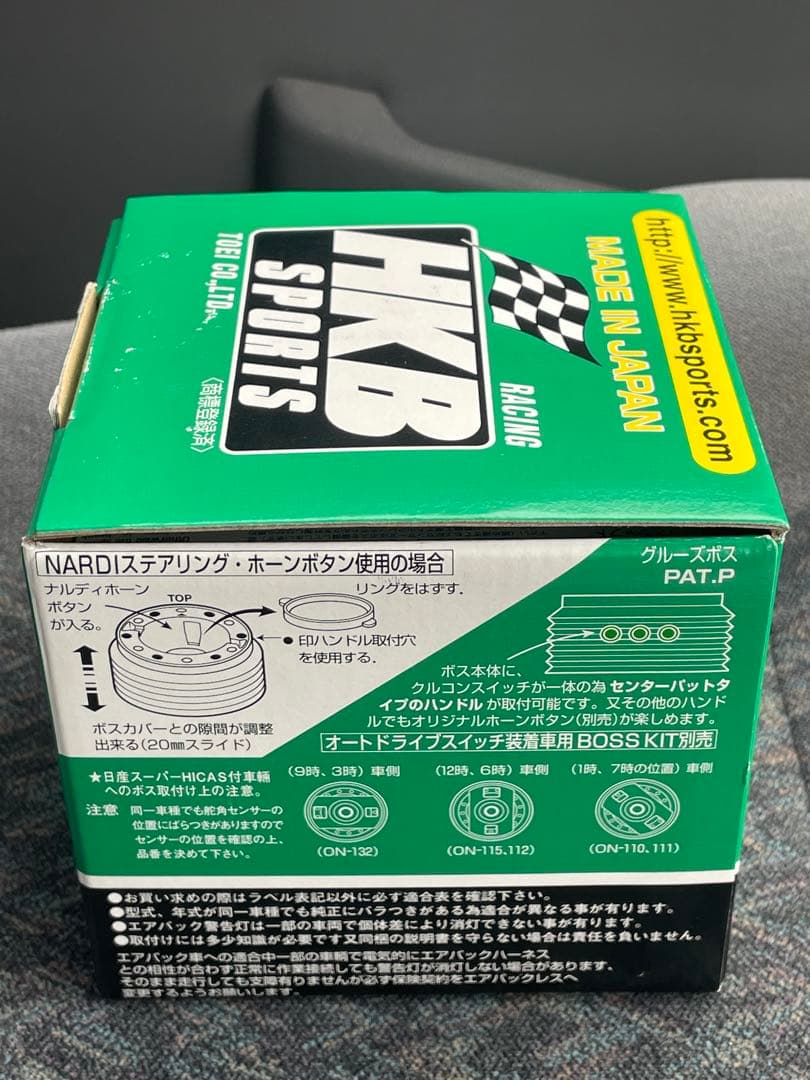 http://www.hkbsports.com
MADE IN JAPAN
RACING
HKB
SPORTS
TOEI CO.,LTD.
〈商標登録済〉
NARDIステアリング・ホーンボタン使用の場合
ナルディホーン
ボタン
が入る。
TOP
リングをはずす.
●印ハンドル取付穴
を使用する.
ボスカバーとの隙間が調整
出来る(20㎜スライド)
グルーズボス
PAT.P
ボス本体に、
クルコンスイッチが一体の為 センターパットタ
イプのハンドル が取付可能です。又その他のハンド
ルでもオリジナルホーンボタン(別売)が楽しめます。
オートドライブスイッチ装着車用 BOSS KIT別売
★日産スーパーHICAS付車輌
へのボス取付け上の注意。
注意 同一車種でも舵角センサーの
位置にばらつきがありますので
センサーの位置を確認の上、
品番を決めて下さい。
(9時、3時) 車側
(ON-132)
(12時、6時) 車側
(ON-115、112)
(1時、7時の位置) 車側
(ON-110、111)
●お買い求めの際はラベル表記以外に必ず適合表を確認下さい。
●型式、年式が同一車種でも純正にバラつきがある為適合が異なる事が有ります。
●エアバック警告灯は一部の車両で個体差により消灯できない事が有ります。
●取付けには多少知識が必要です又同梱の説明書を守らない場合は責任を負いません。
エアバック車への適合中一部の車輌で電気的にエアバックハーネス
との相性が合わず正常に作業接続しても警告灯が消灯しない場合があります、
そのまま走行しても支障有りませんが必ず保険契約をエアバックレスへ
変更するようお願いします。